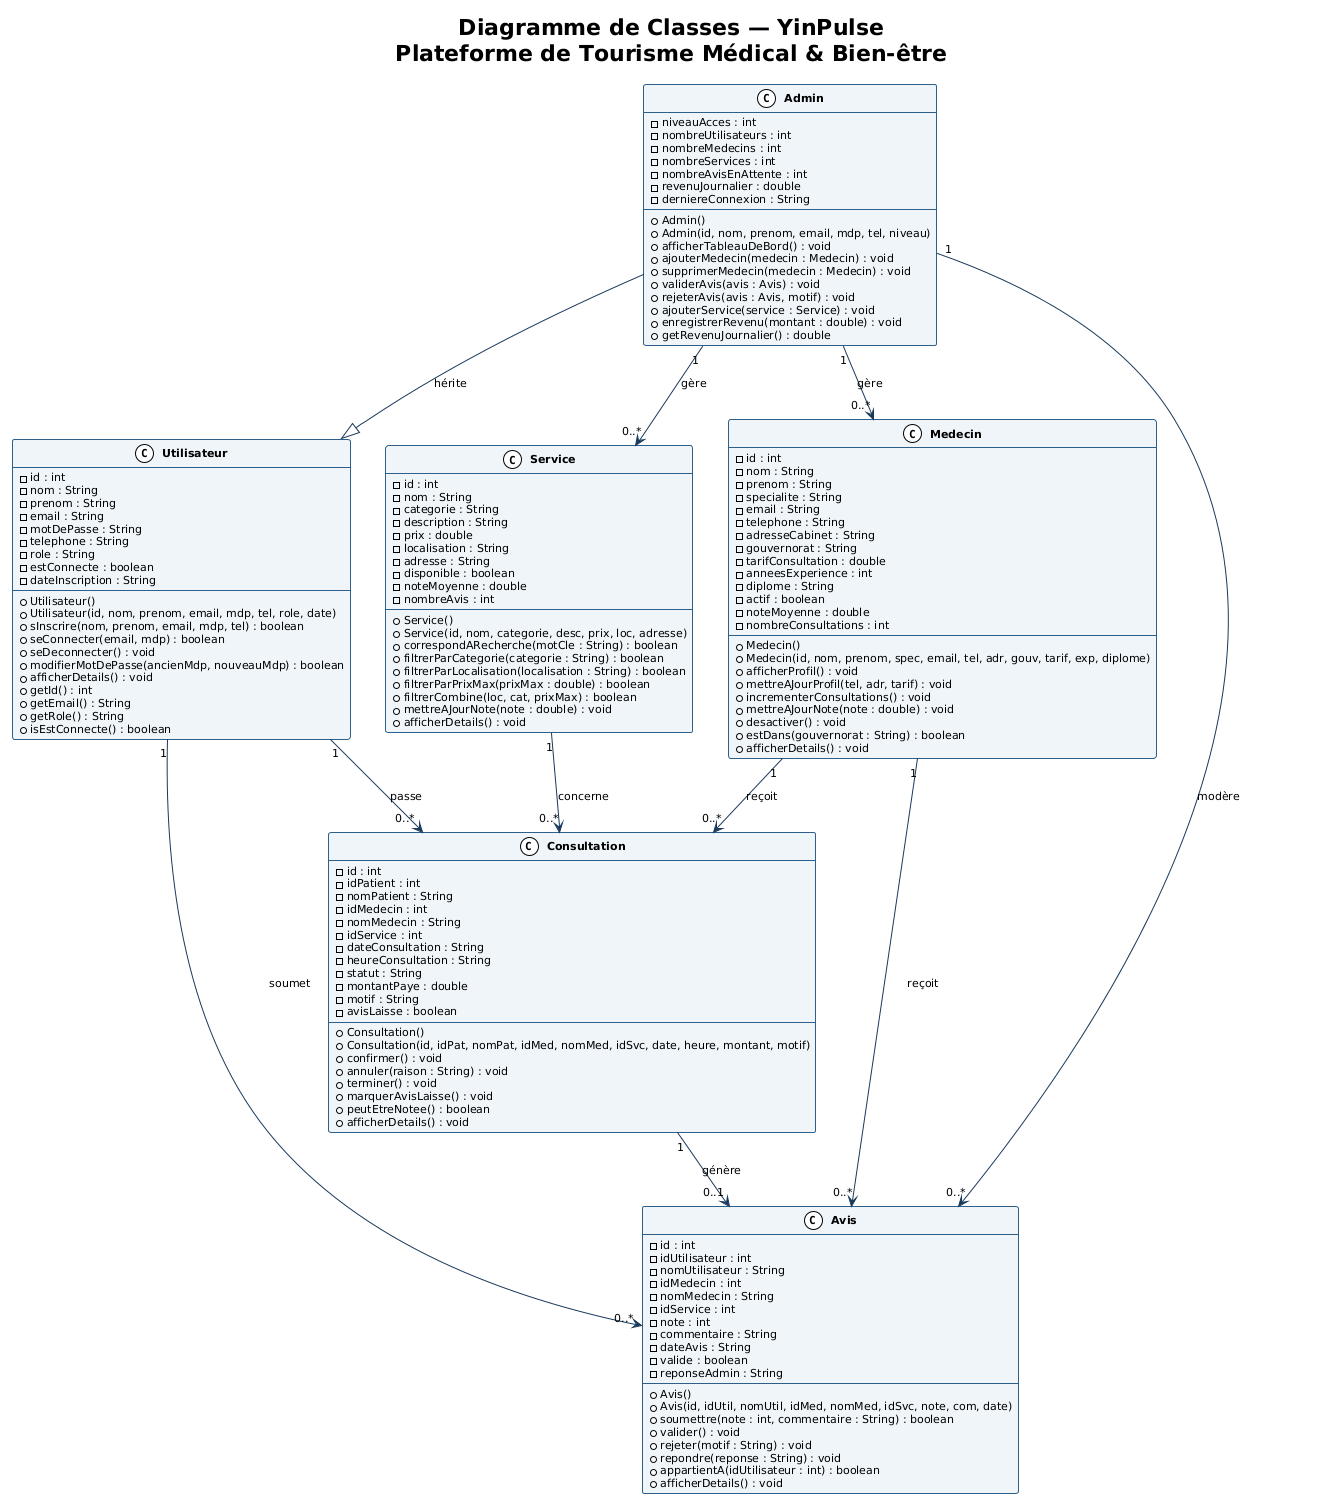 Diagramme de Classes — YinPulse
Plateforme de Tourisme Médical & Bien-être
C Admin
niveauAcces : int
nombreUtilisateurs : int
nombreMedecins : int
nombreServices : int
nombreAvisEnAttente : int
revenuJournalier : double
derniereConnexion : String
Admin()
Admin(id, nom, prenom, email, mdp, tel, niveau)
afficherTableauDeBord() : void
ajouterMedecin(medecin : Medecin) : void
supprimerMedecin(medecin : Medecin) : void
validerAvis(avis : Avis) : void
rejeterAvis(avis : Avis, motif) : void
ajouterService(service : Service) : void
enregistrerRevenu(montant : double) : void
getRevenuJournalier() : double
1
1
1
hérite
gère
gère
0..*
0..*
C Utilisateur
id : int
nom : String
prenom : String
email : String
motDePasse : String
telephone : String
role : String
estConnecte : boolean
dateInscription : String
Utilisateur()
Utilisateur(id, nom, prenom, email, mdp, tel, role, date)
sInscrire(nom, prenom, email, mdp, tel) : boolean
seConnecter(email, mdp) : boolean
seDeconnecter() : void
modifierMotDePasse(ancienMdp, nouveauMdp) : boolean
afficherDetails() : void
getId() : int
getEmail() : String
getRole() : String
isEstConnecte() : boolean
C Service
id : int
nom : String
categorie : String
description : String
prix : double
localisation : String
adresse : String
disponible : boolean
noteMoyenne : double
nombreAvis : int
Service()
Service(id, nom, categorie, desc, prix, loc, adresse)
correspondARecherche(motCle : String) : boolean
filtrerParCategorie(categorie : String) : boolean
filtrerParLocalisation(localisation : String) : boolean
filtrerParPrixMax(prixMax : double) : boolean
filtrerCombine(loc, cat, prixMax) : boolean
mettreAJourNote(note : double) : void
afficherDetails() : void
C Medecin
id : int
nom : String
prenom : String
specialite : String
email : String
telephone : String
adresseCabinet : String
gouvernorat : String
tarifConsultation : double
anneesExperience : int
diplome : String
actif : boolean
noteMoyenne : double
nombreConsultations : int
Medecin()
Medecin(id, nom, prenom, spec, email, tel, adr, gouv, tarif, exp, diplome)
afficherProfil() : void
mettreAJourProfil(tel, adr, tarif) : void
incrementerConsultations() : void
mettreAJourNote(note : double) : void
desactiver() : void
estDans(gouvernorat : String) : boolean
afficherDetails() : void
1
1
1
1
1
passe
concerne
reçoit
modère
0..*
0..*
0..*
C Consultation
id : int
idPatient : int
nomPatient : String
idMedecin : int
nomMedecin : String
idService : int
dateConsultation : String
heureConsultation : String
statut : String
montantPaye : double
motif : String
avisLaisse : boolean
Consultation()
Consultation(id, idPat, nomPat, idMed, nomMed, idSvc, date, heure, montant, motif)
confirmer() : void
annuler(raison : String) : void
terminer() : void
marquerAvisLaisse() : void
peutEtreNotee() : boolean
afficherDetails() : void
soumet
reçoit
1
génère
0..1
0..*
0..*
0..*
C Avis
id : int
idUtilisateur : int
nomUtilisateur : String
idMedecin : int
nomMedecin : String
idService : int
note : int
commentaire : String
dateAvis : String
valide : boolean
reponseAdmin : String
Avis()
Avis(id, idUtil, nomUtil, idMed, nomMed, idSvc, note, com, date)
soumettre(note : int, commentaire : String) : boolean
valider() : void
rejeter(motif : String) : void
repondre(reponse : String) : void
appartientA(idUtilisateur : int) : boolean
afficherDetails() : void